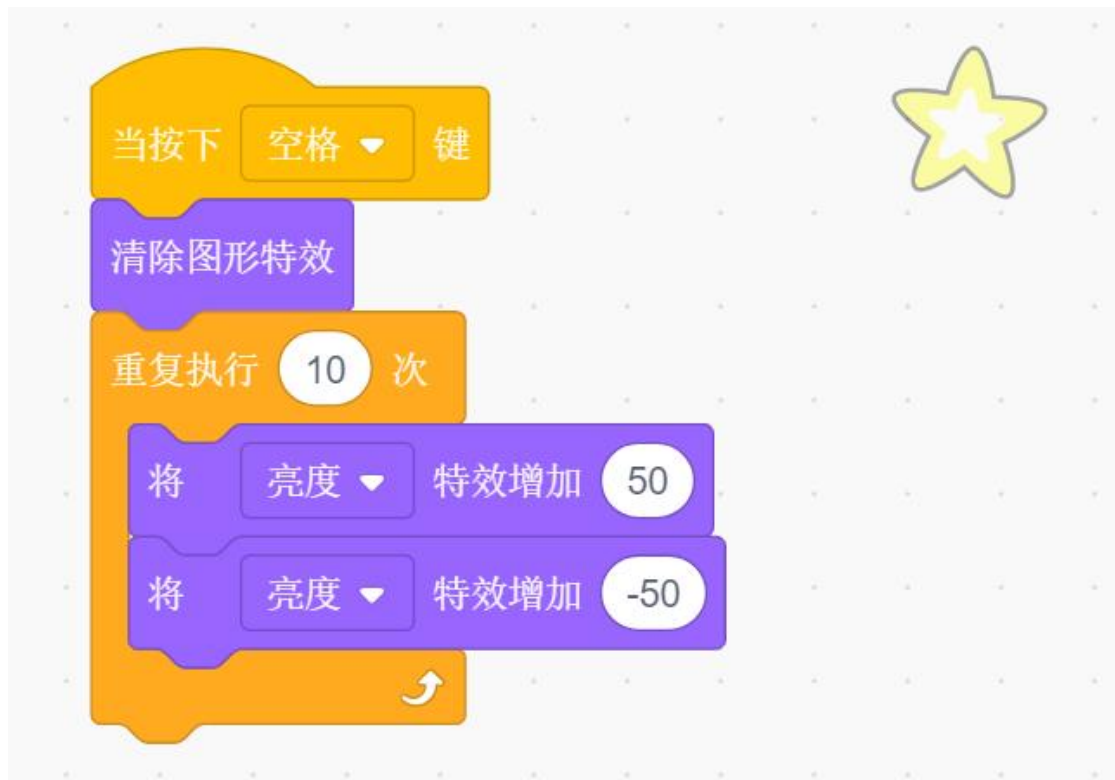 当按下 空格 键
清除图形特效
重复执行 10 次
将 亮度 特效增加 50
将 亮度 特效增加 -50